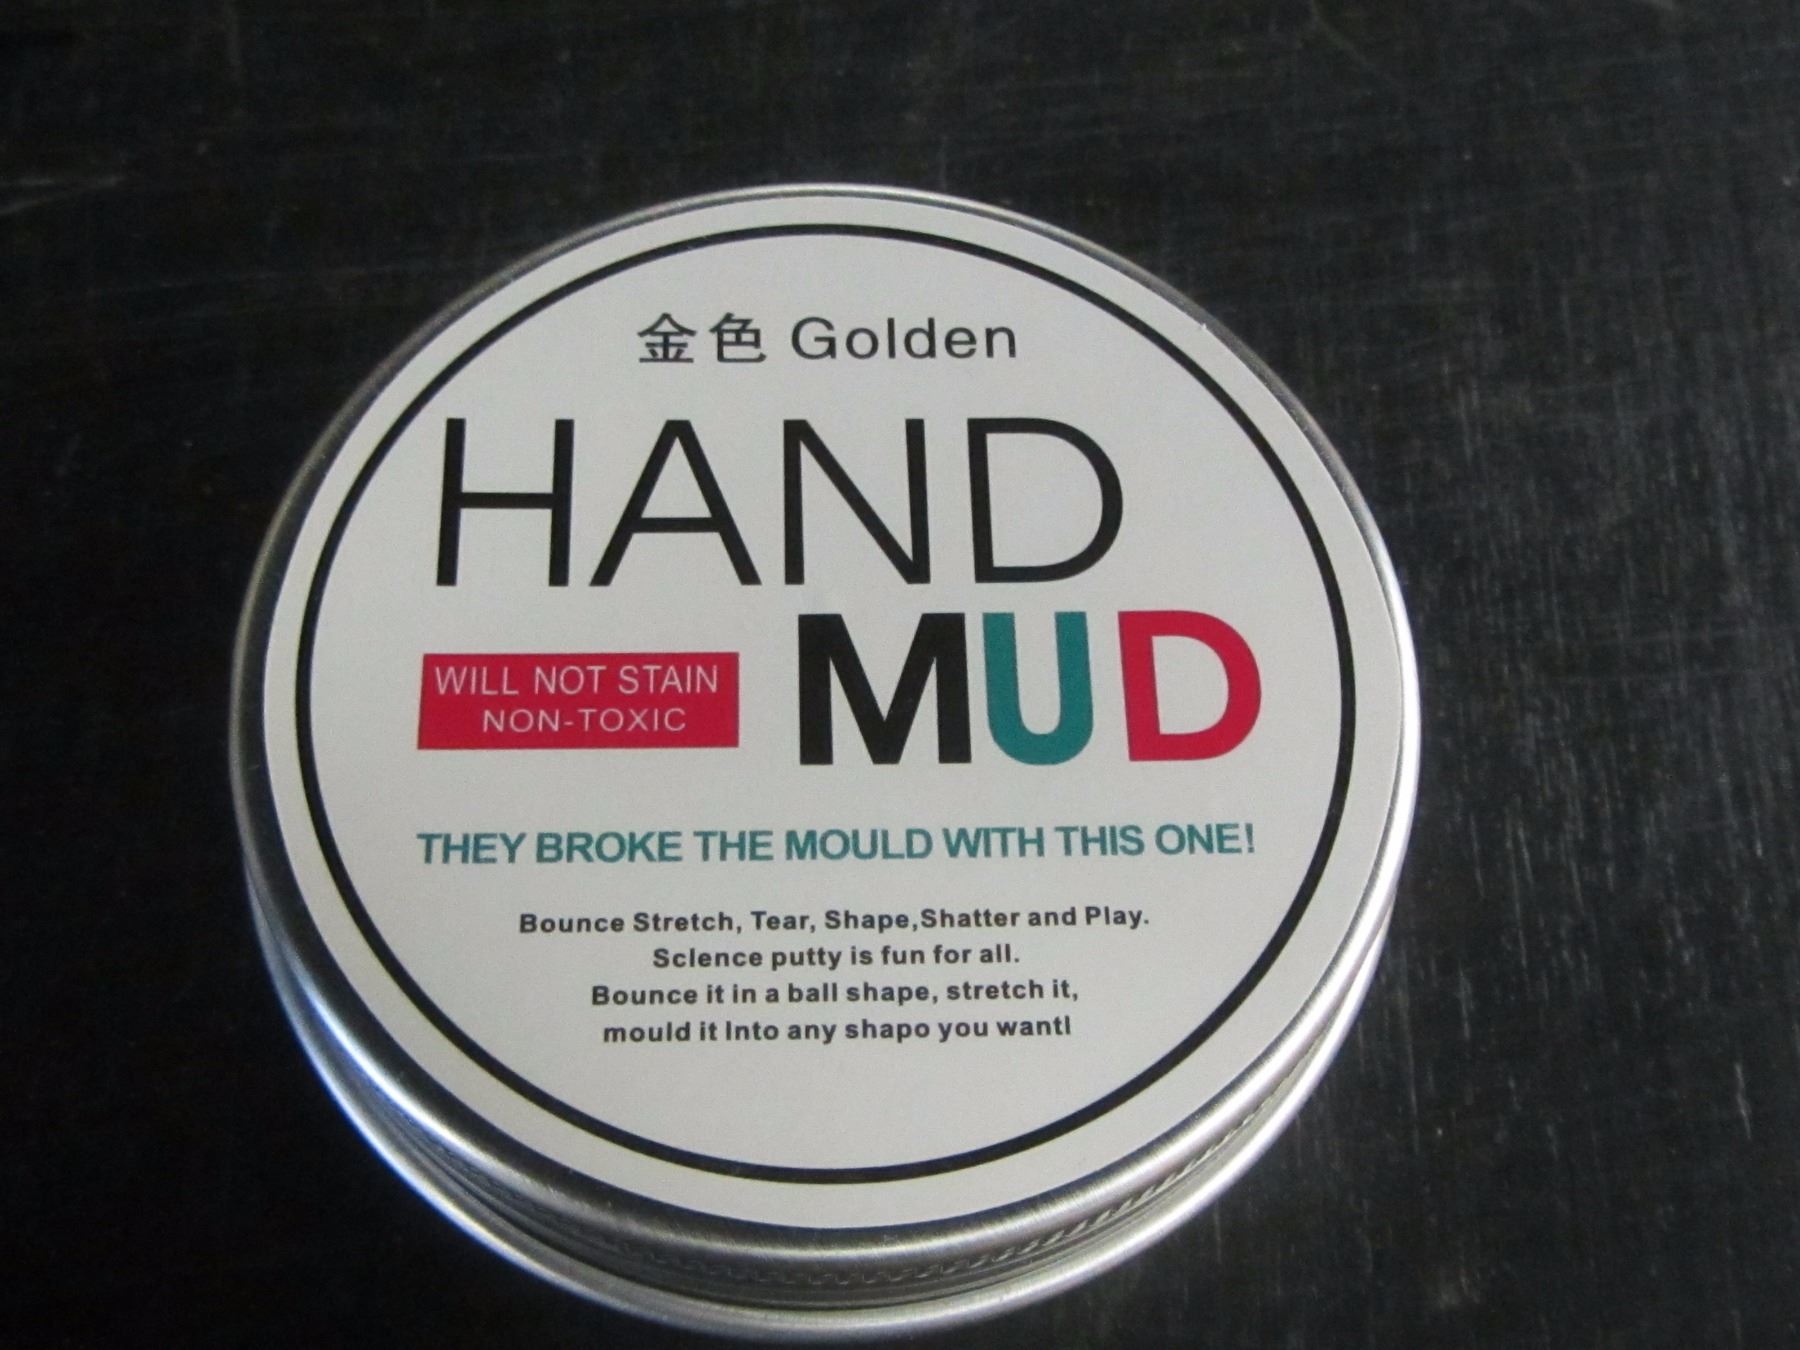 金色 Golden
HAND
MUD
WILL NOT STAIN
NON-TOXIC
THEY BROKE THE MOULD WITH THIS ONE!
Bounce Stretch, Tear, Shape,Shatter and Play.
Sclence putty is fun for all.
Bounce it in a ball shape, stretch it,
mould it Into any shapo you wantl